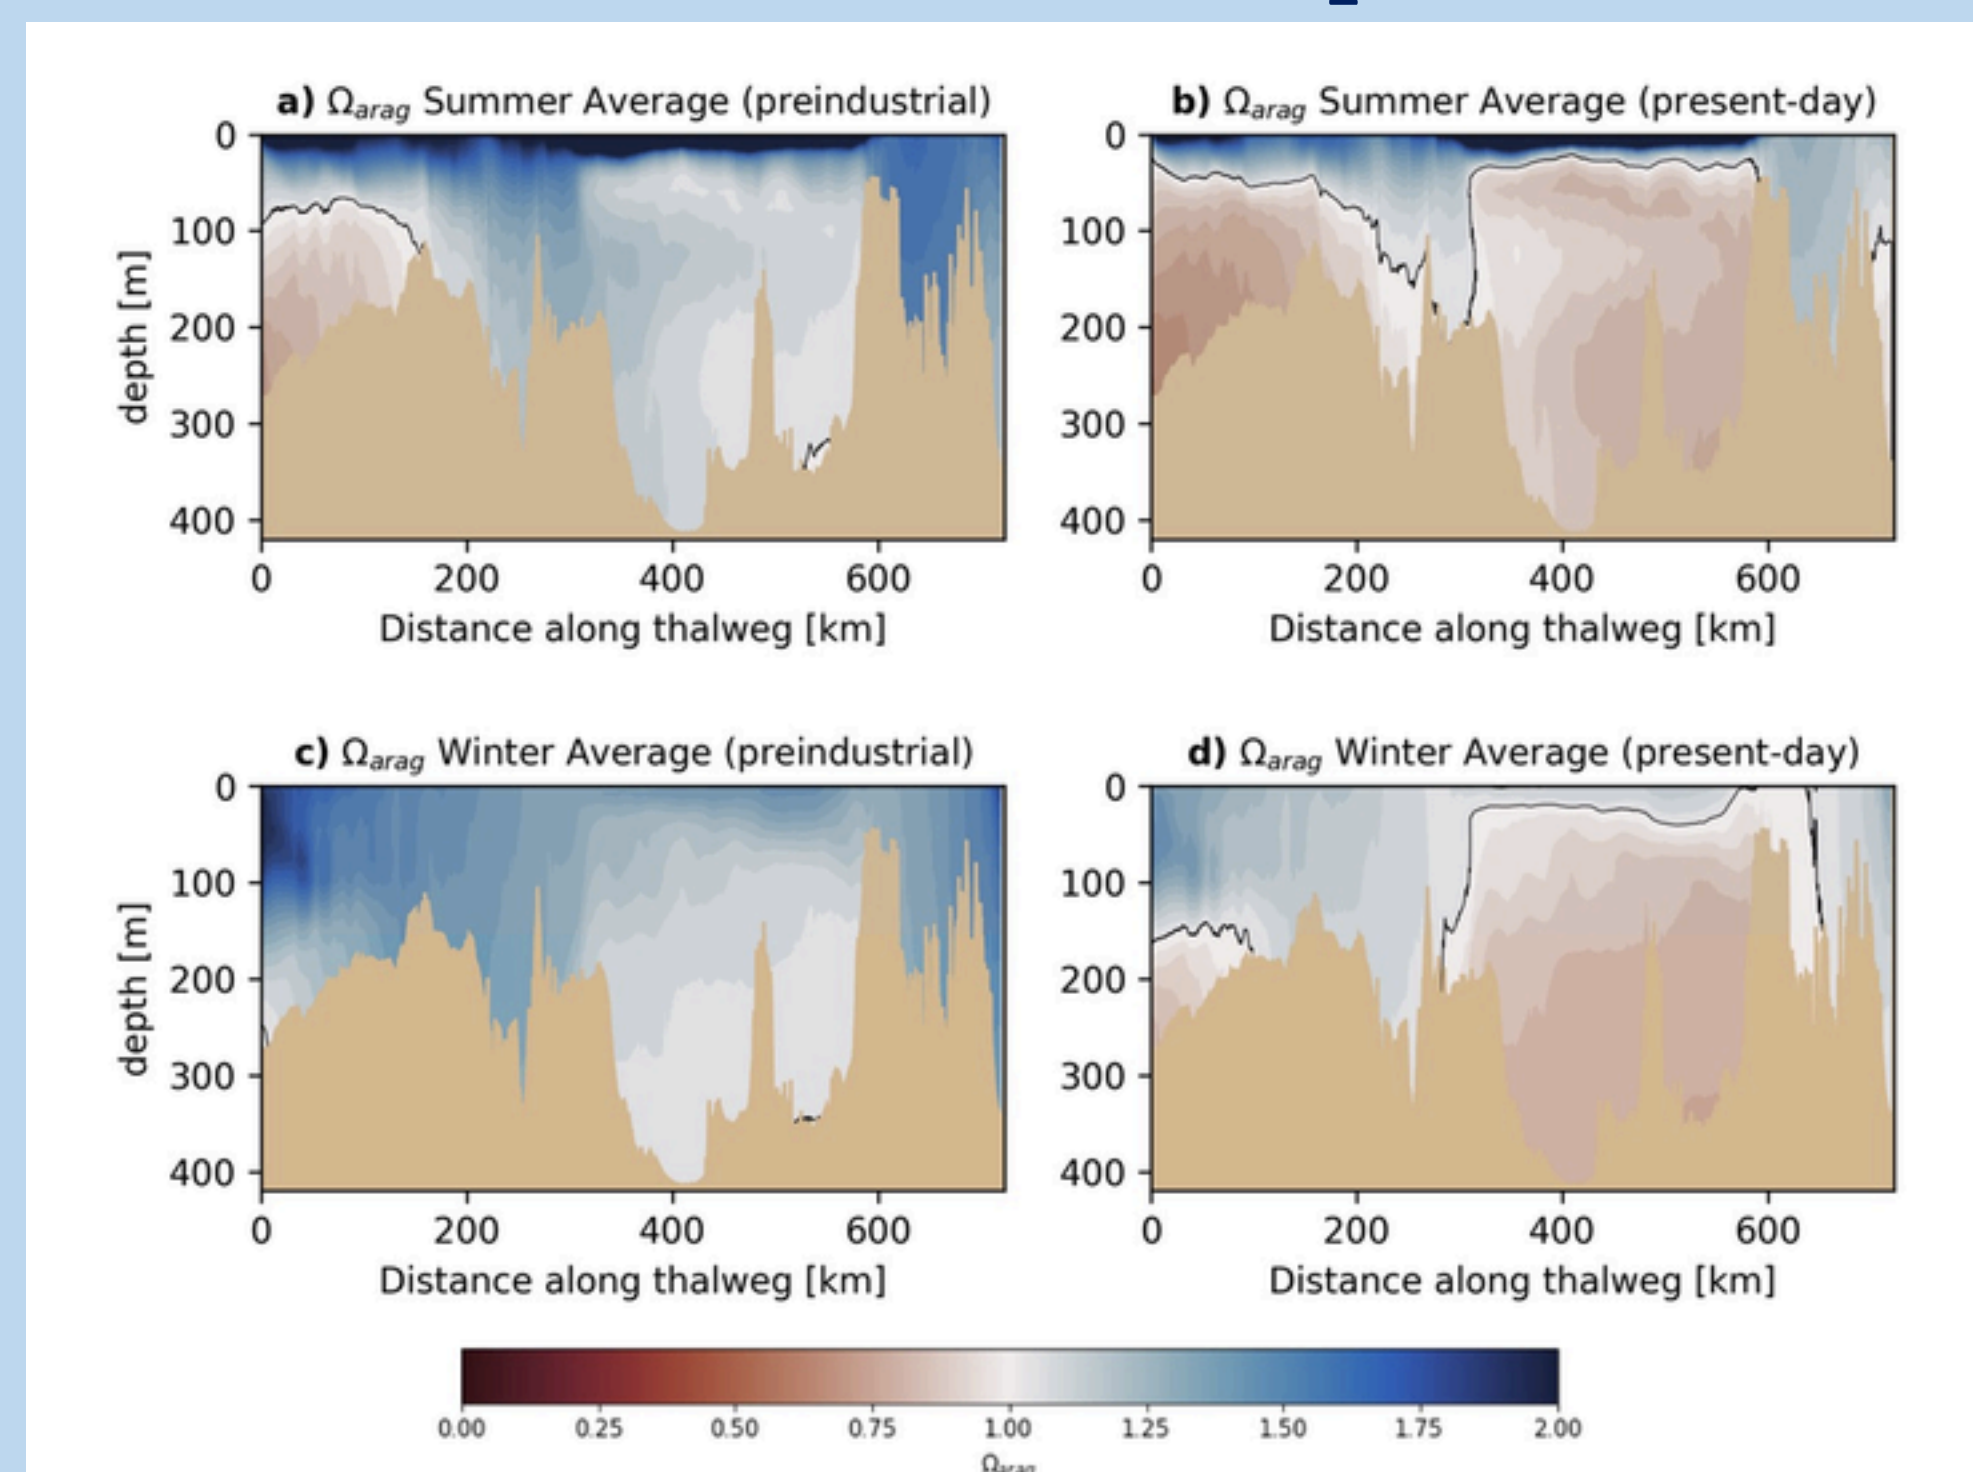 a) Ωarag Summer Average (preindustrial)
b) Ωarag Summer Average (present-day)
0
100
200
300
400
depth [m]
0 200 400 600
Distance along thalweg [km]
0
100
200
300
400
0 200 400 600
Distance along thalweg [km]
c) Ωarag Winter Average (preindustrial)
d) Ωarag Winter Average (present-day)
0
100
200
300
400
depth [m]
0 200 400 600
Distance along thalweg [km]
0
100
200
300
400
0 200 400 600
Distance along thalweg [km]
0.00 0.25 0.50 0.75 1.00 1.25 1.50 1.75 2.00
Ωarag